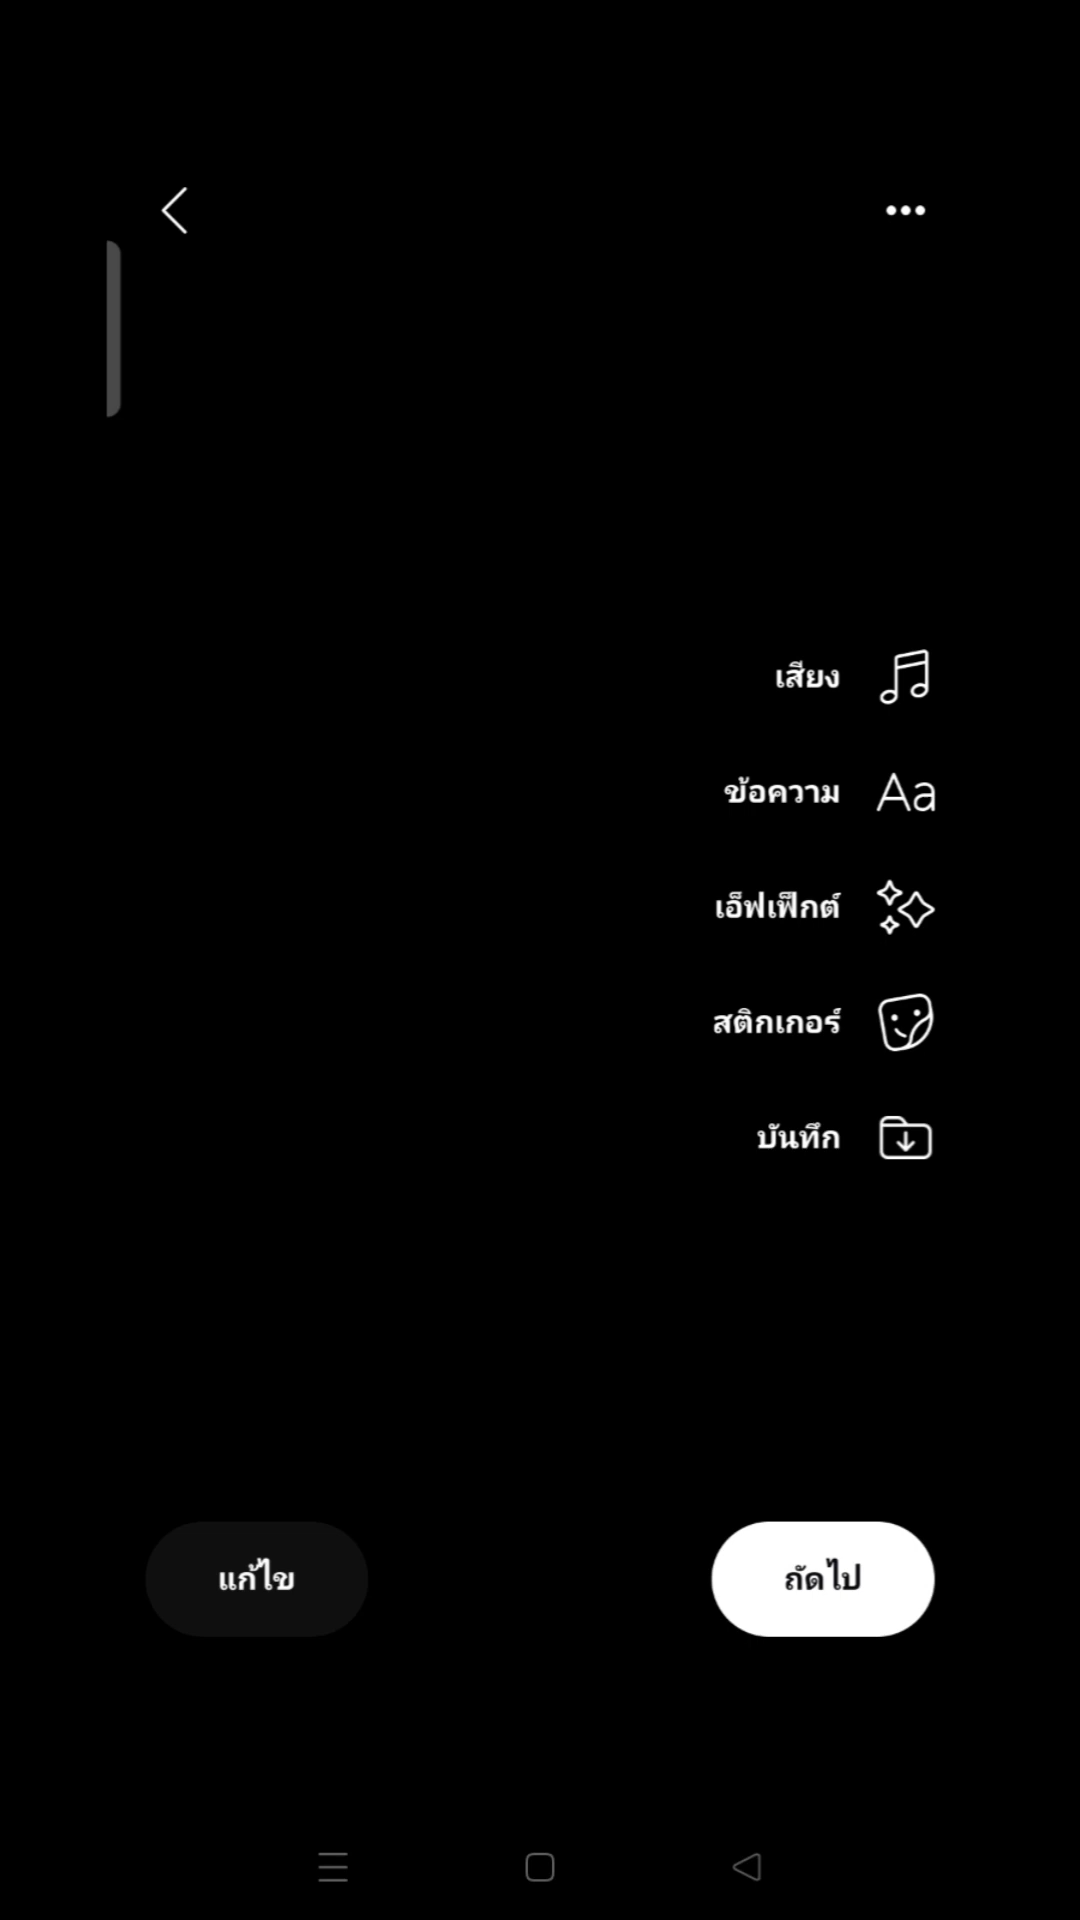 เสียง
ข้อความ Aa
เอ็ฟเฟ็กต์
สติกเกอร์
บันทึก
แก้ไข
ถัดไป